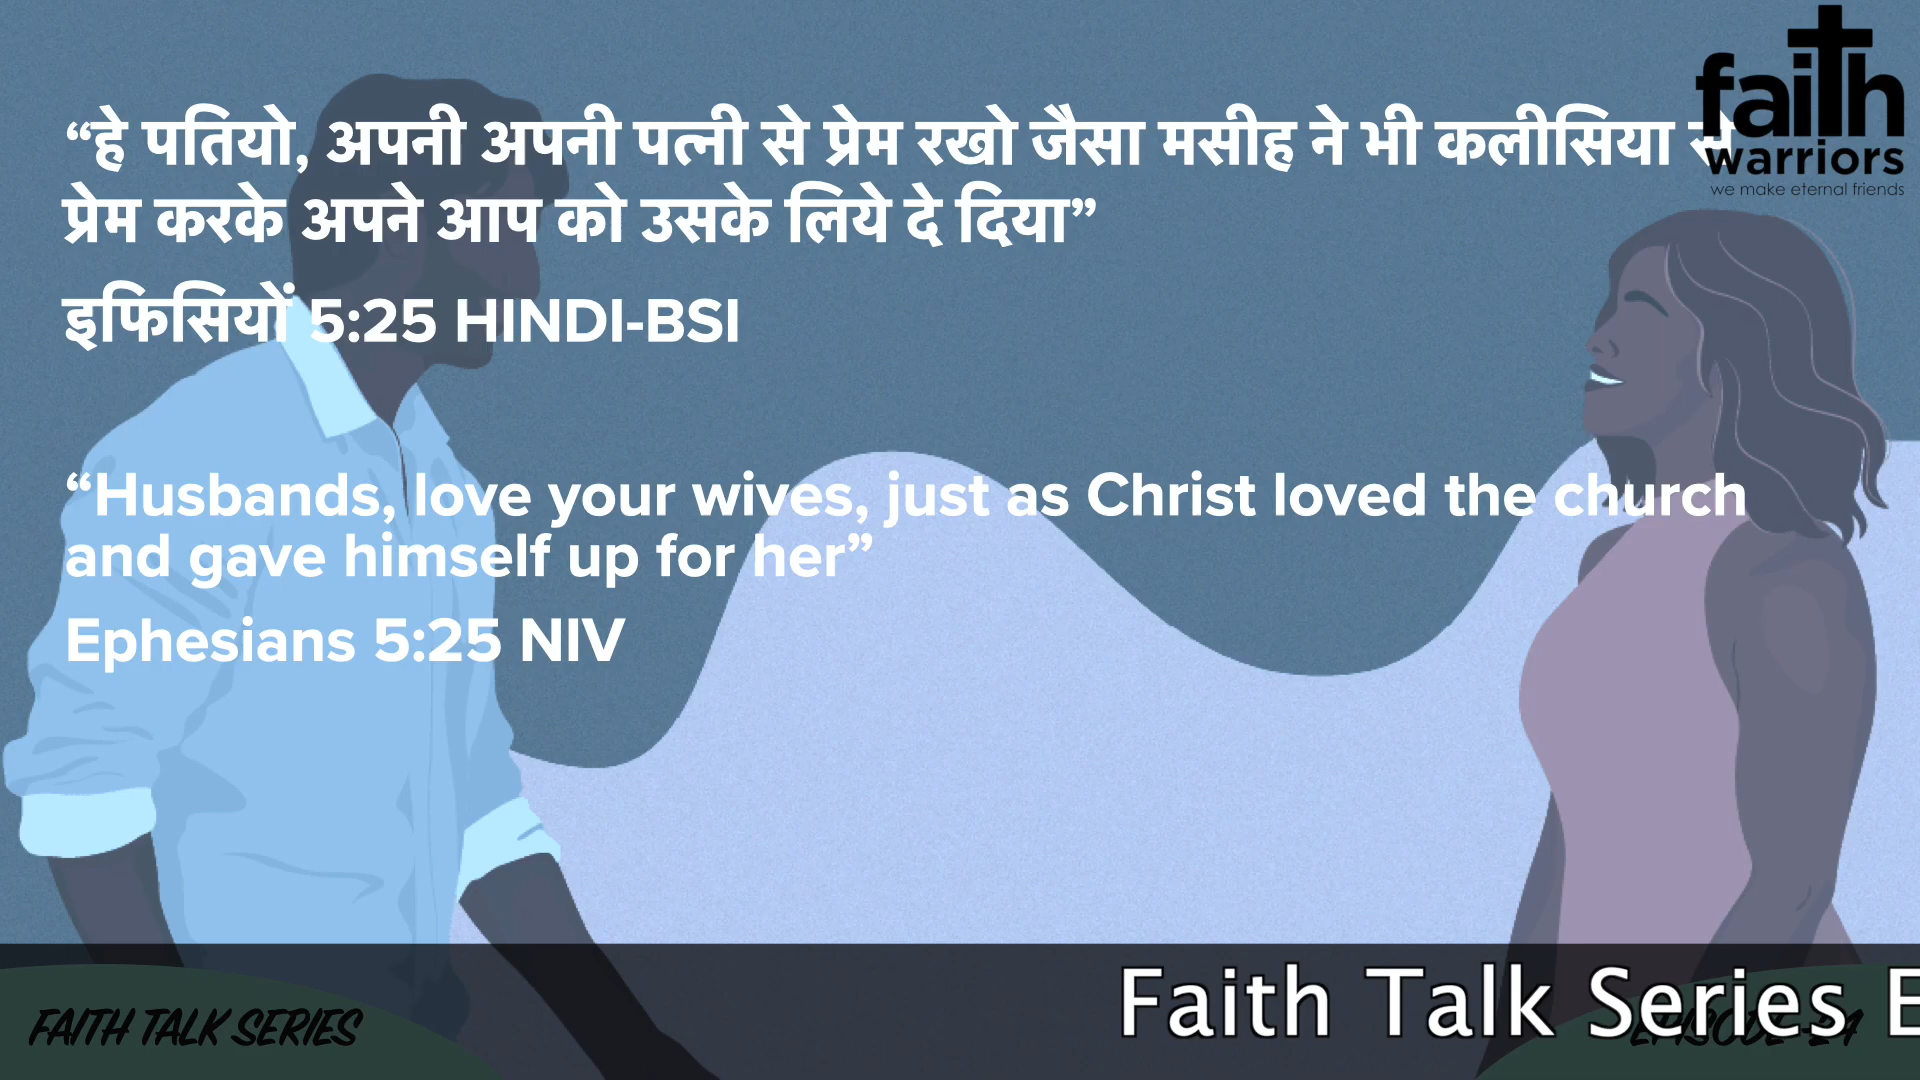 “हे पतियो, अपनी अपनी पत्नी से प्रेम रखो जैसा मसीह ने भी कलीसिया से
प्रेम करके अपने आप को उसके लिये दे दिया”
इफिसियों 5:25 HINDI-BSI
“Husbands, love your wives, just as Christ loved the church
and gave himself up for her”
Ephesians 5:25 NIV
faith
warriors
we make eternal friends
FAITH TALK SERIES
Faith Talk Series E
EPISODE